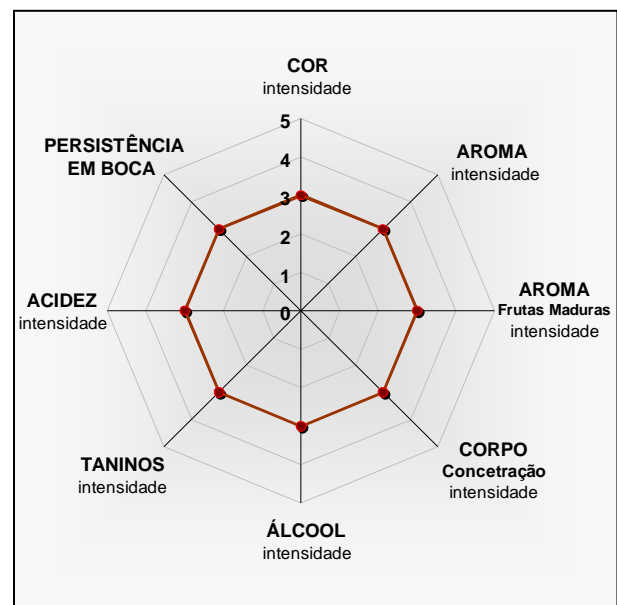 COR
intensidade
5
4
3
2
1
0
AROMA
intensidade
AROMA
Frutas Maduras
intensidade
CORPO
Concetração
intensidade
ÁLCOOL
intensidade
TANINOS
intensidade
ACIDEZ
intensidade
PERSISTÊNCIA
EM BOCA